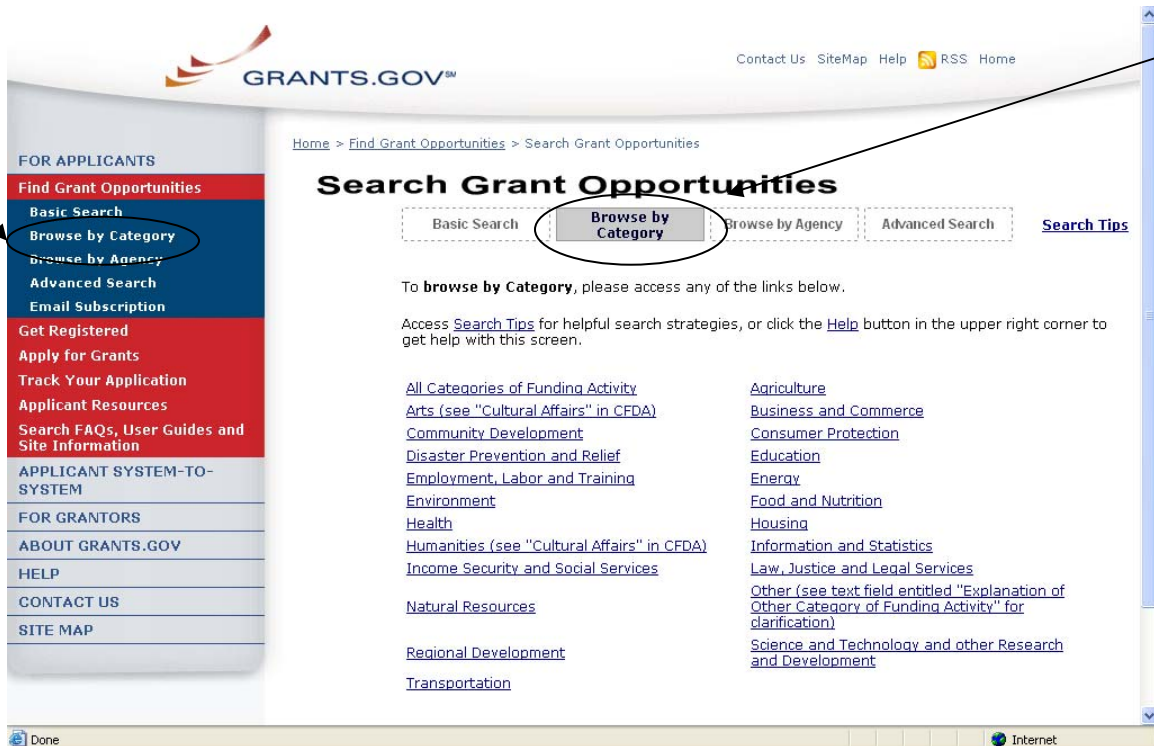 GRANTS.GOV℠
Contact Us SiteMap Help RSS Home
Home > Find Grant Opportunities > Search Grant Opportunities
FOR APPLICANTS
Find Grant Opportunities
Basic Search
Browse by Category
Browse by Agency
Advanced Search
Email Subscription
Get Registered
Apply for Grants
Track Your Application
Applicant Resources
Search FAQs, User Guides and
Site Information
APPLICANT SYSTEM-TO-
SYSTEM
FOR GRANTORS
ABOUT GRANTS.GOV
HELP
CONTACT US
SITE MAP
Search Grant Opportunities
Basic Search
Browse by
Category
Browse by Agency
Advanced Search
Search Tips
To browse by Category, please access any of the links below.
Access Search Tips for helpful search strategies, or click the Help button in the upper right corner to
get help with this screen.
All Categories of Funding Activity
Agriculture
Arts (see "Cultural Affairs" in CFDA)
Business and Commerce
Community Development
Consumer Protection
Disaster Prevention and Relief
Education
Employment, Labor and Training
Energy
Environment
Food and Nutrition
Health
Housing
Humanities (see "Cultural Affairs" in CFDA)
Information and Statistics
Income Security and Social Services
Law, Justice and Legal Services
Natural Resources
Other (see text field entitled "Explanation of
Other Category of Funding Activity" for
clarification)
Regional Development
Science and Technology and other Research
and Development
Transportation
Done
Internet